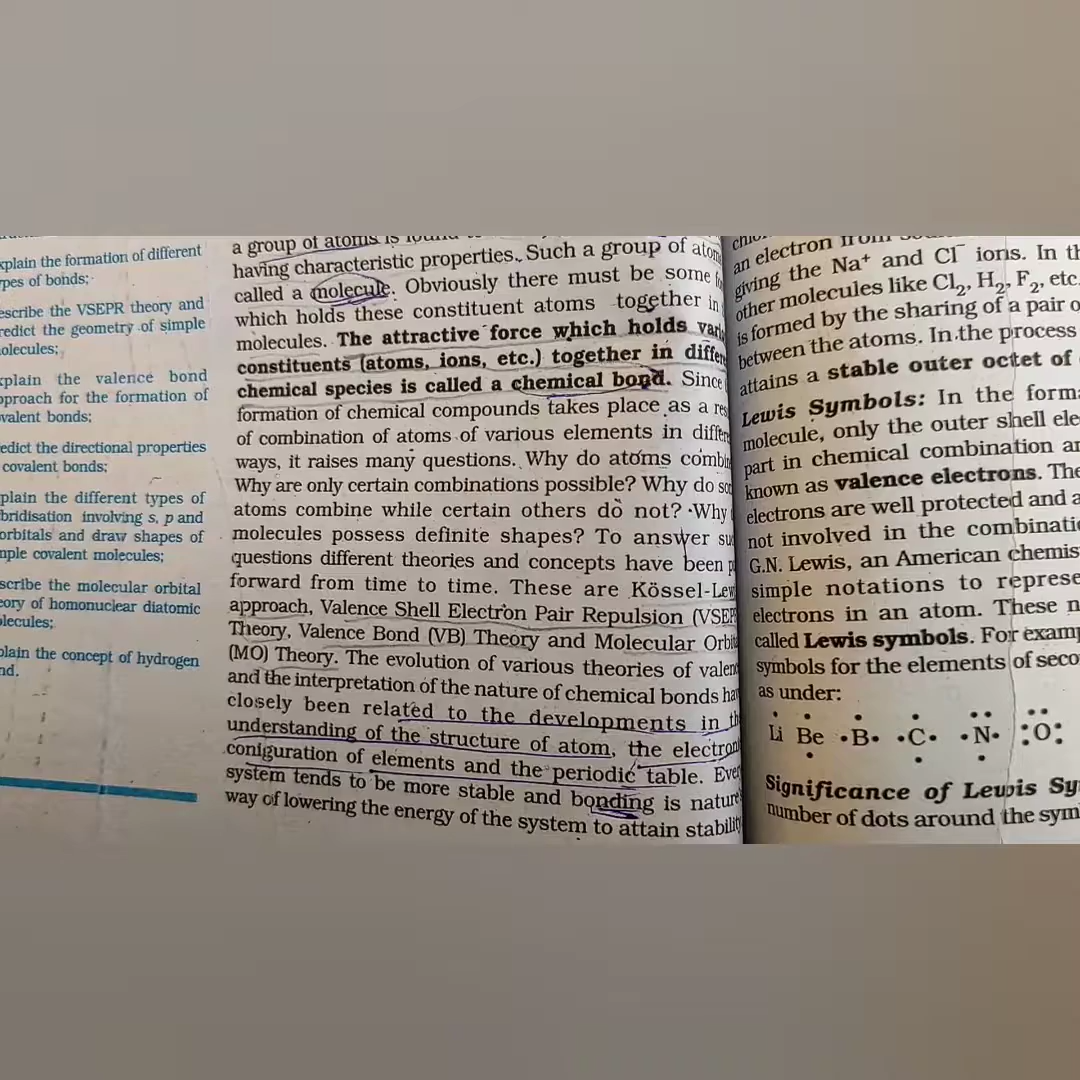 xplain the formation of different
ypes of bonds;
escribe the VSEPR theory and
redict the geometry of simple
olecules;
xplain the valence bond
pproach for the formation of
valent bonds;
edict the directional properties
covalent bonds;
plain the different types of
bridisation involving s, p and
orbitals and draw shapes of
mple covalent molecules;
scribe the molecular orbital
eory of homonuclear diatomic
olecules;
plain the concept of hydrogen
nd.
a group of atoms is found
having characteristic properties. Such a group of atom
called a molecule. Obviously there must be some
which holds these constituent atoms together in
molecules. The attractive force which holds vari
constituents (atoms, ions, etc.) together in differen
chemical species is called a chemical bond. Since
formation of chemical compounds takes place as a res
of combination of atoms of various elements in differ
ways, it raises many questions. Why do atoms combin
Why are only certain combinations possible? Why do so
atoms combine while certain others do not? Why
molecules possess definite shapes? To answer su
questions different theories and concepts have been p
forward from time to time. These are Kössel-Lew
approach, Valence Shell Electron Pair Repulsion (VSEP
Theory, Valence Bond (VB) Theory and Molecular Orbit
(MO) Theory. The evolution of various theories of valen
and the interpretation of the nature of chemical bonds hav
closely been related to the developments in th
understanding of the structure of atom, the electron
coniguration of elements and the periodic table. Ever
system tends to be more stable and bonding is nature's
way of lowering the energy of the system to attain stability
an electron from
giving the Na⁺ and Cl⁻ ions. In th
other molecules like Cl₂, H₂, F₂, etc.
is formed by the sharing of a pair o
between the atoms. In the process
attains a stable outer octet of
Lewis Symbols: In the forma
molecule, only the outer shell ele
part in chemical combination an
known as valence electrons. The
electrons are well protected and a
not involved in the combinatio
G.N. Lewis, an American chemis
simple notations to represe
electrons in an atom. These n
called Lewis symbols. For examp
symbols for the elements of seco
as under:
Li Be B C N O
Significance of Lewis Sy
number of dots around the sym